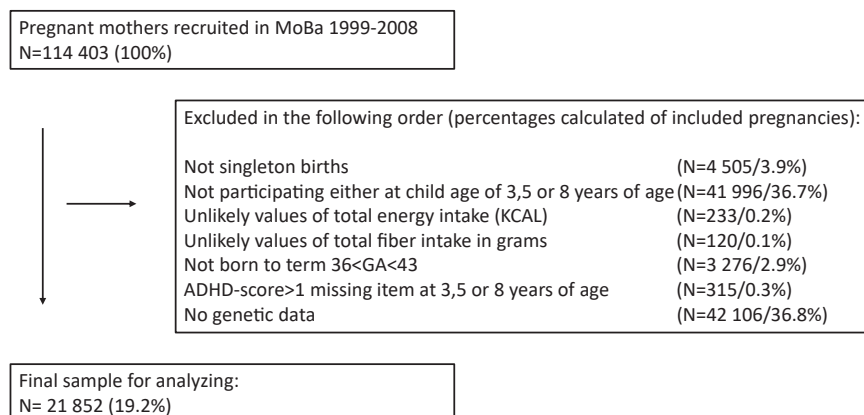 Pregnant mothers recruited in MoBa 1999-2008
N=114 403 (100%)
Excluded in the following order (percentages calculated of included pregnancies):
Not singleton births (N=4 505/3.9%)
Not participating either at child age of 3,5 or 8 years of age (N=41 996/36.7%)
Unlikely values of total energy intake (KCAL) (N=233/0.2%)
Unlikely values of total fiber intake in grams (N=120/0.1%)
Not born to term 36<GA<43 (N=3 276/2.9%)
ADHD-score>1 missing item at 3,5 or 8 years of age (N=315/0.3%)
No genetic data (N=42 106/36.8%)
Final sample for analyzing:
N= 21 852 (19.2%)